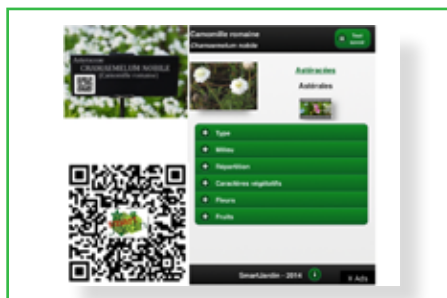 Asteraceae
CHAMAEMELUM NOBILE
(Camomille romaine)
Camomille romaine
Chamaemelum nobile
Astéracées
Astérales
Type
Milieu
Répartition
Caractères végétatifs
Fleurs
Fruits
SmartJardin - 2014